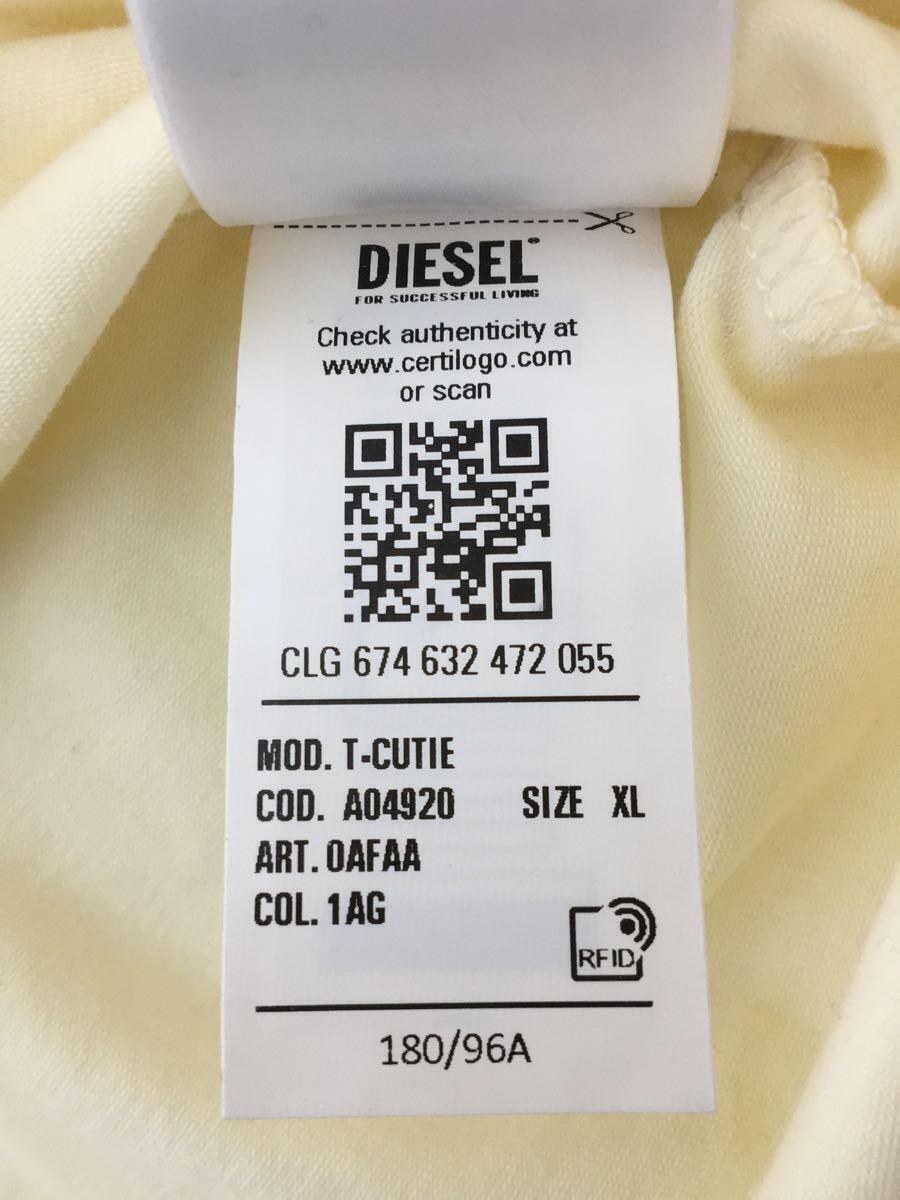 DIESEL®
FOR SUCCESSFUL LIVING
Check authenticity at
www.certilogo.com
or scan
CLG 674 632 472 055
MOD. T-CUTIE
COD. A04920 SIZE XL
ART. 0AFAA
COL. 1AG
RFID
180/96A